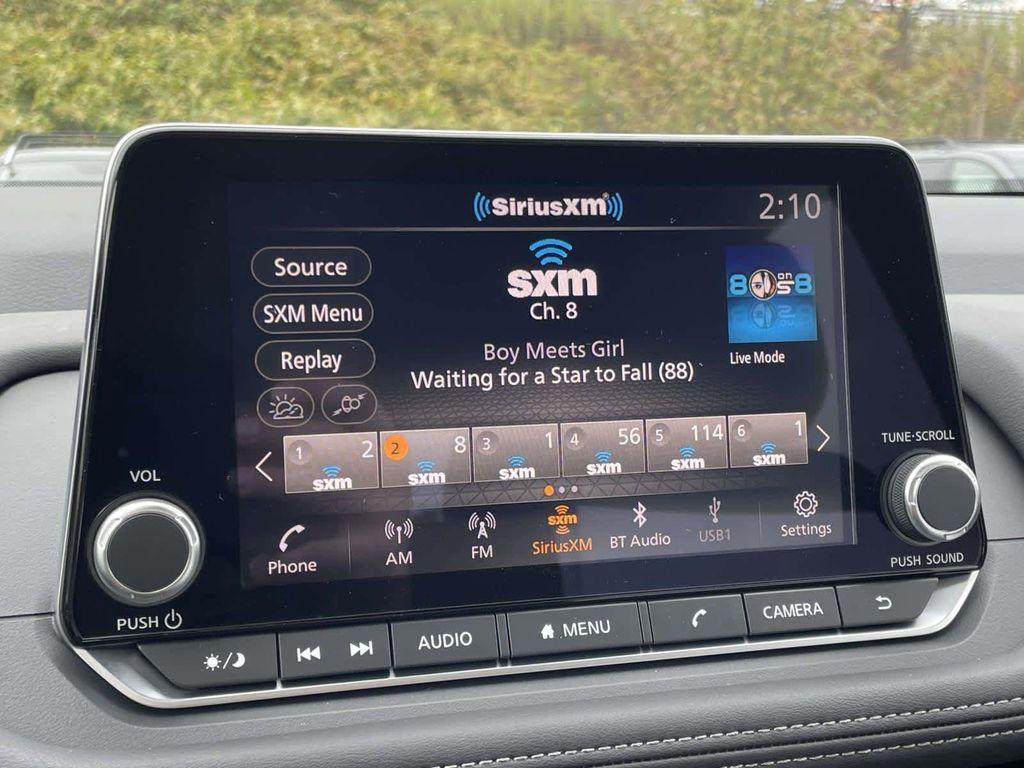 SiriusXM
2:10
Source
SXM Menu
Replay
sxm
Ch. 8
Boy Meets Girl
Waiting for a Star to Fall (88)
8 on 8
Live Mode
1 2 sxm
2 8 sxm
3 1 sxm
4 56 sxm
5 114 sxm
6 1 sxm
Phone
AM
FM
sxm
SiriusXM
BT Audio
USB1
Settings
VOL
PUSH
TUNE·SCROLL
PUSH SOUND
AUDIO
MENU
CAMERA